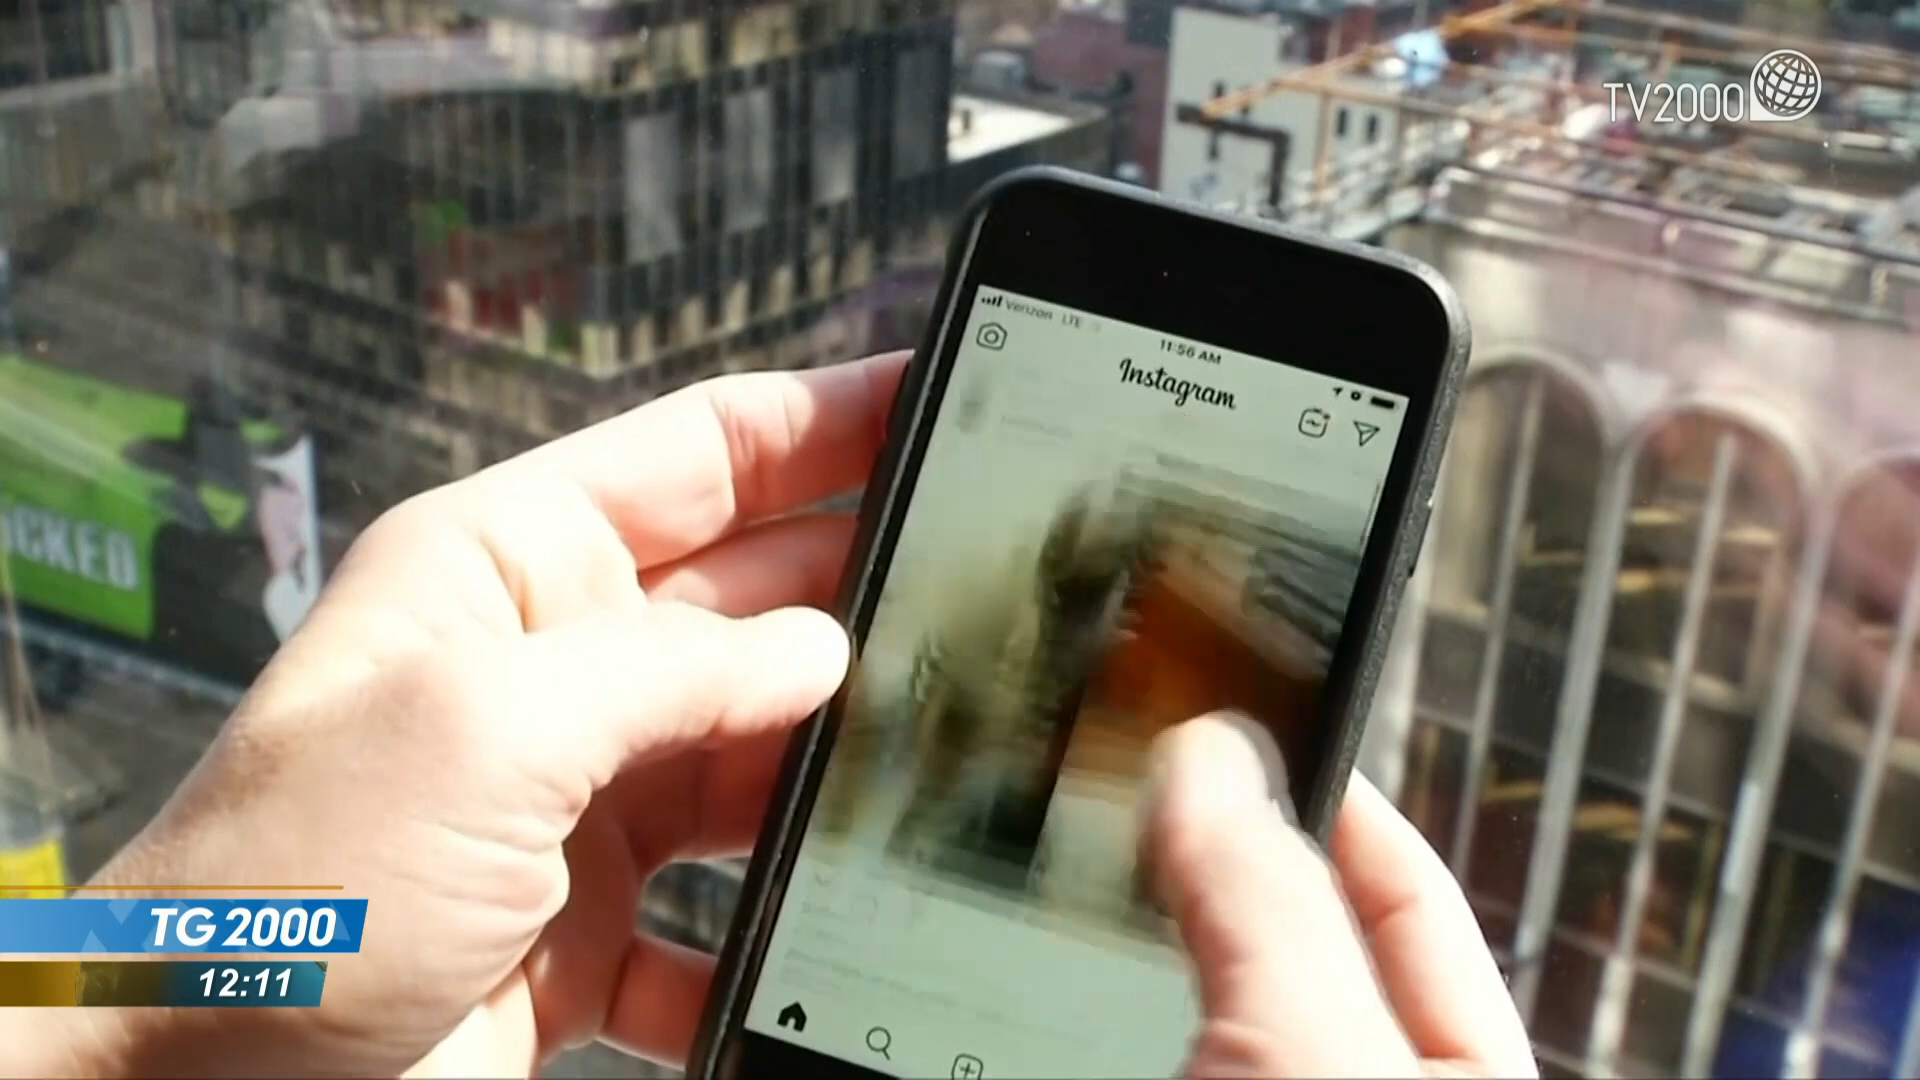 TV2000
Verizon LTE
11:56 AM
Instagram
CKED
TG 2000
12:11